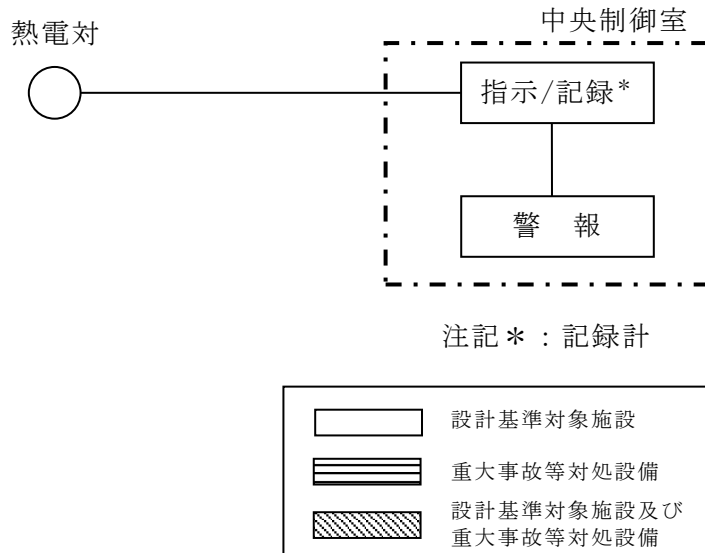 中央制御室
熱電対
指示/記録*
警 報
注記*：記録計
設計基準対象施設
重大事故等対処設備
設計基準対象施設及び
重大事故等対処設備